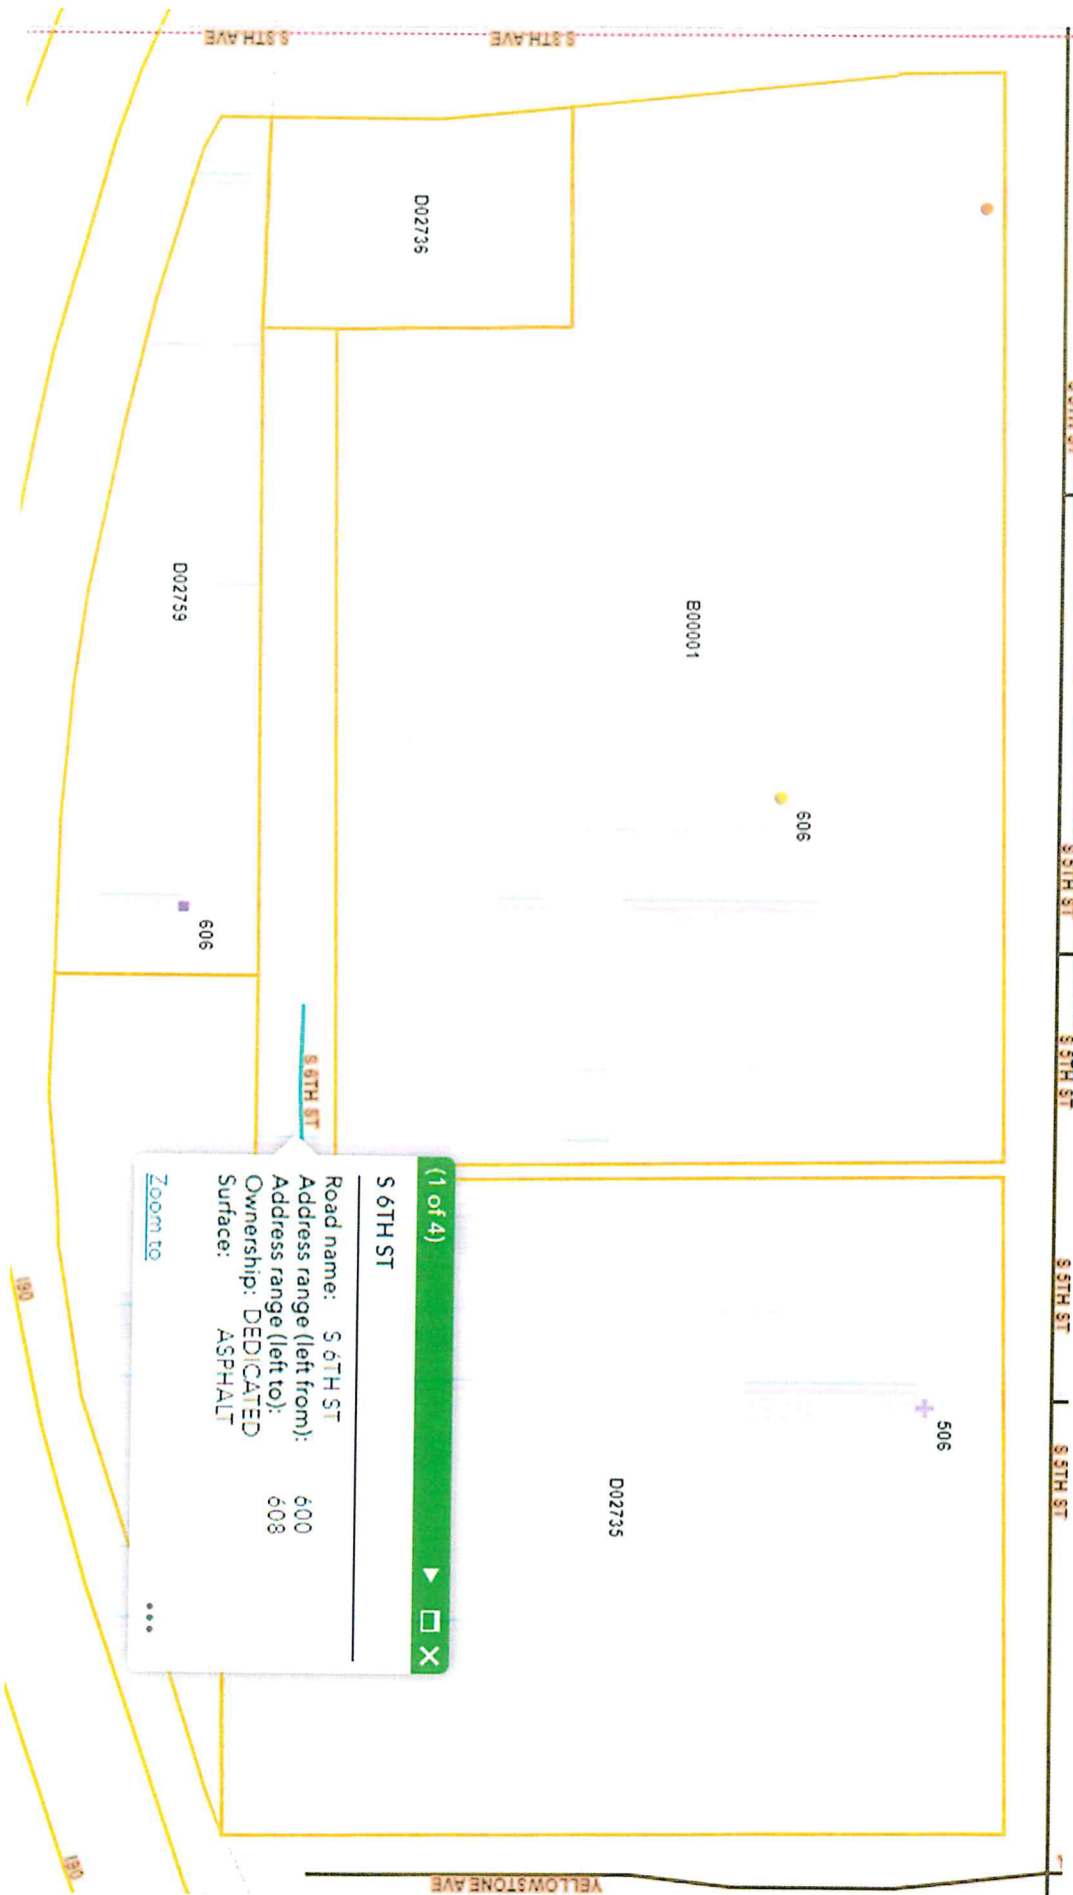 S 5TH ST
S 5TH ST
S 5TH ST
S 5TH ST
506
606
B00001
D02735
S 8TH AVE
YELLOWSTONE AVE
D02736
(1 of 4)
S 6TH ST
S 6TH ST
Road name: S 6TH ST
Address range (left from): 600
Address range (left to): 608
Ownership: DEDICATED
Surface: ASPHALT
Zoom to
S 8TH AVE
606
D02759
I90
I90